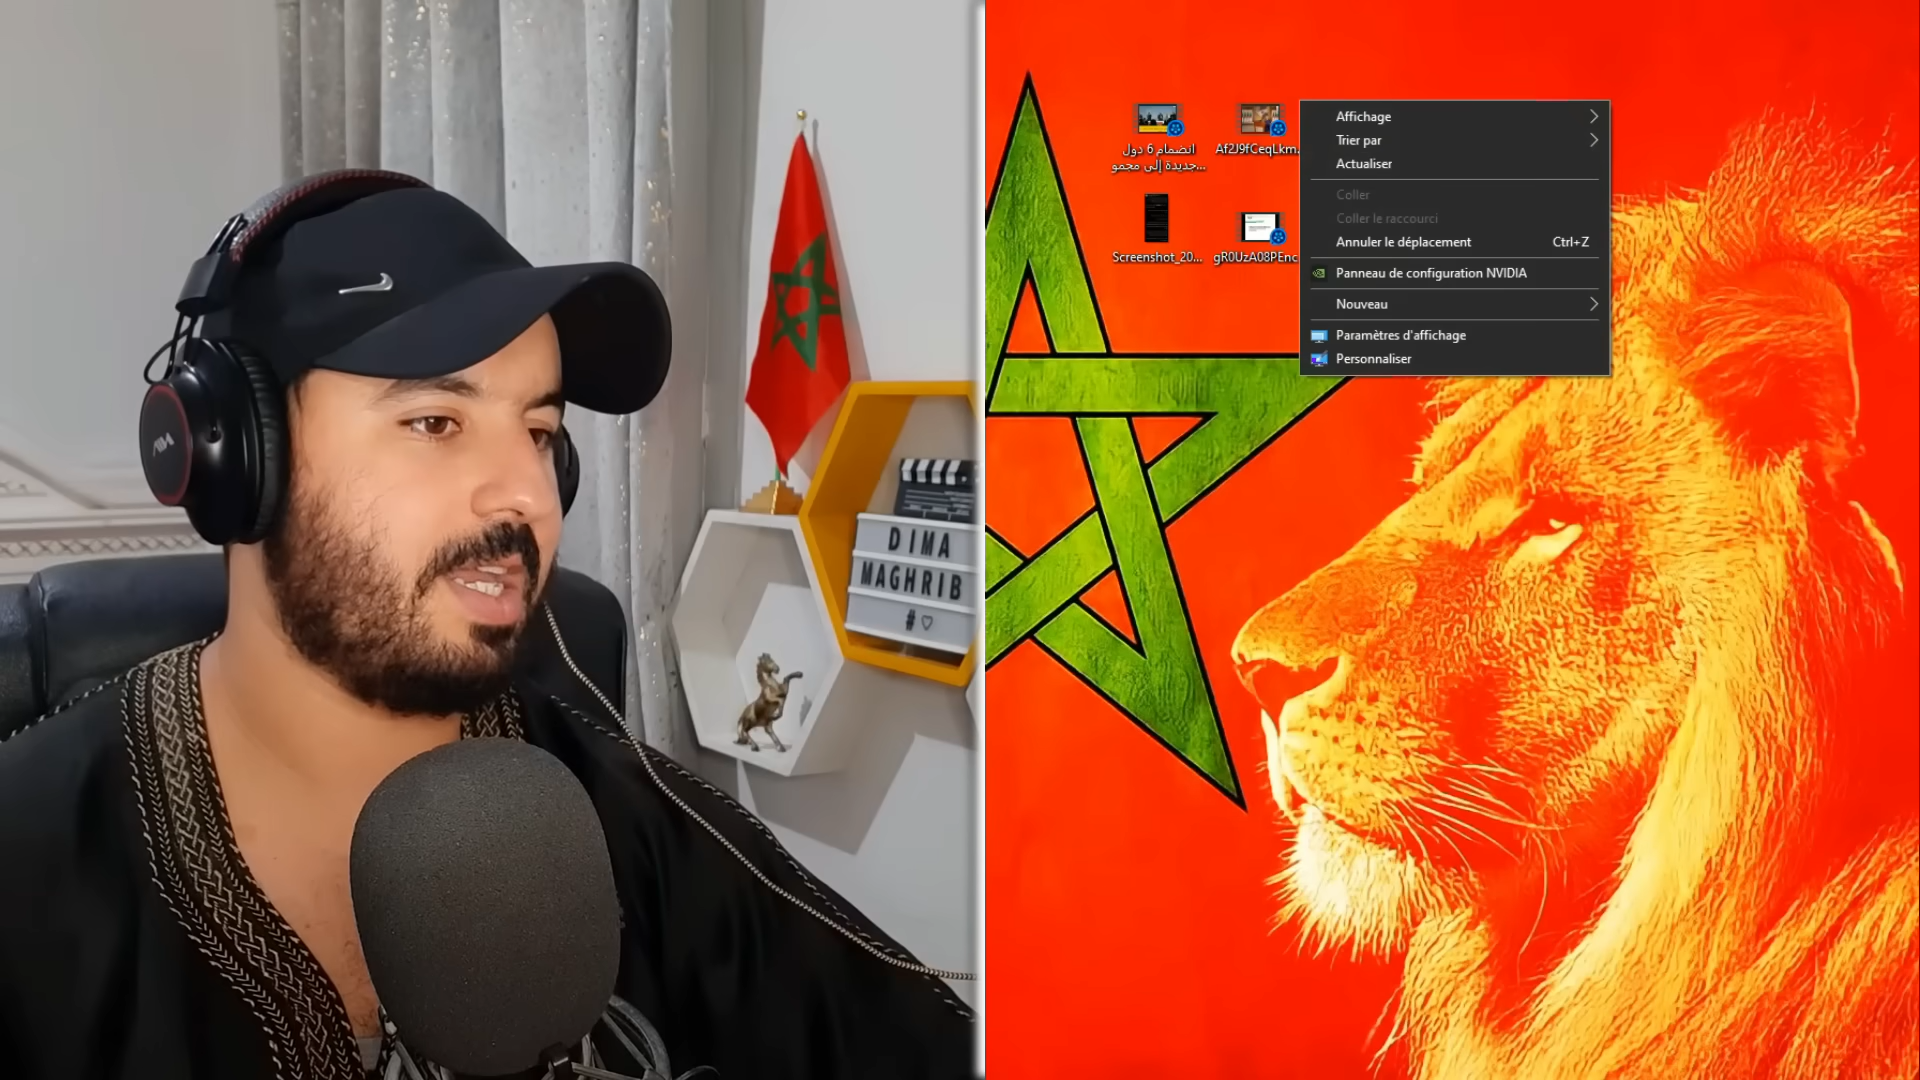 DIMA
MAGHRIB
#♡
انضمام 6 دول
جديدة إلى مجمو...
Af2J9fCeqLkm.
Screenshot_20...
gR0UzA08PEnc
Affichage
Trier par
Actualiser
Coller
Coller le raccourci
Annuler le déplacement Ctrl+Z
Panneau de configuration NVIDIA
Nouveau
Paramètres d'affichage
Personnaliser